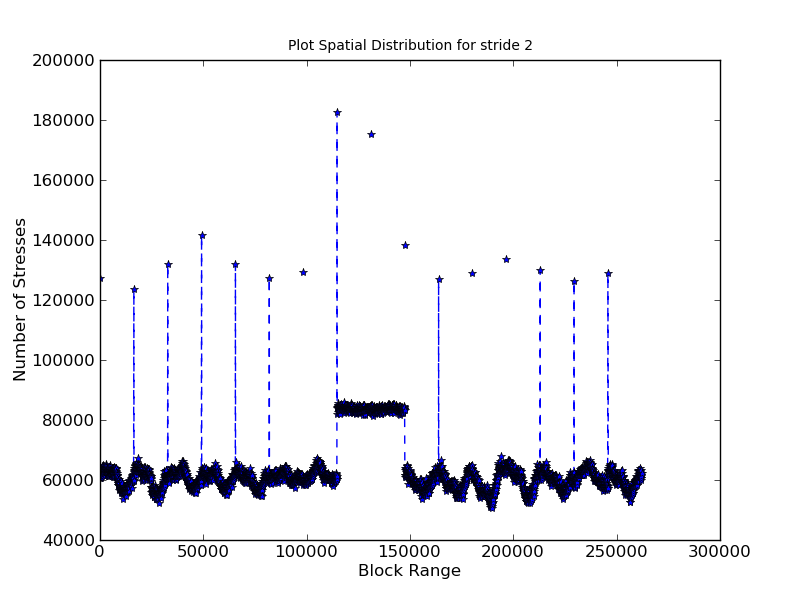 Plot Spatial Distribution for stride 2
200000
180000
160000
140000
120000
100000
80000
60000
40000
Number of Stresses
0 50000 100000 150000 200000 250000 300000
Block Range